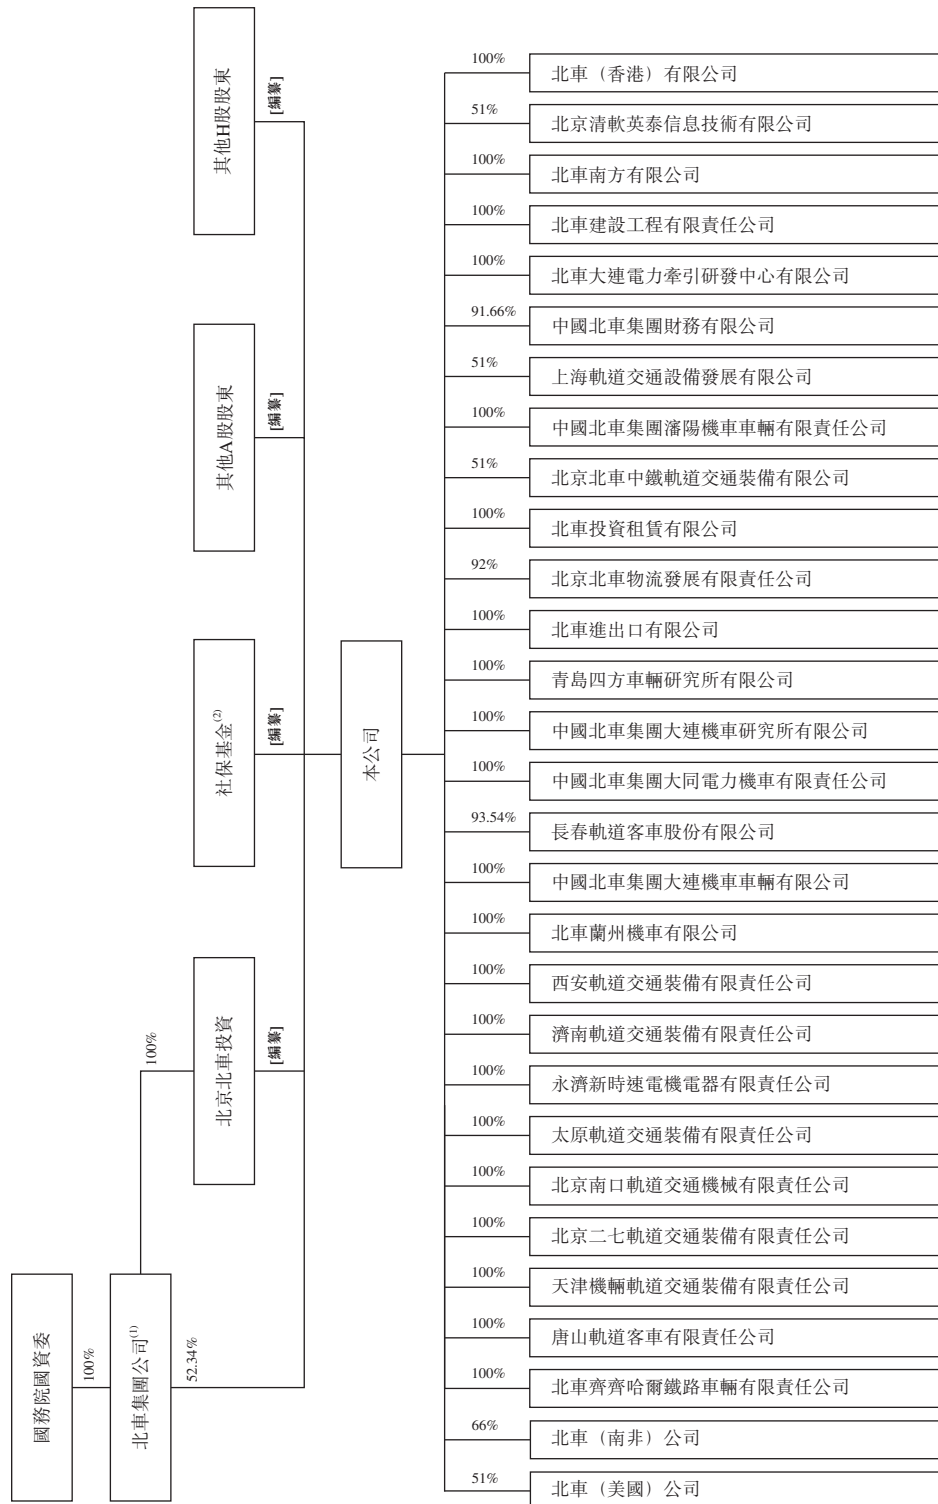 國務院國資委
100%
北車集團公司(1)
100%
52.34%
北京北車投資
[編纂]
社保基金(2)
[編纂]
其他A股股東
[編纂]
其他H股股東
[編纂]
本公司
100%
北車（香港）有限公司
51%
北京清軟英泰信息技術有限公司
100%
北車南方有限公司
100%
北車建設工程有限責任公司
100%
北車大連電力牽引研發中心有限公司
91.66%
中國北車集團財務有限公司
51%
上海軌道交通設備發展有限公司
100%
中國北車集團瀋陽機車車輛有限責任公司
51%
北京北車中鐵軌道交通裝備有限公司
100%
北車投資租賃有限公司
92%
北京北車物流發展有限責任公司
100%
北車進出口有限公司
100%
青島四方車輛研究所有限公司
100%
中國北車集團大連機車研究所有限公司
100%
中國北車集團大同電力機車有限責任公司
93.54%
長春軌道客車股份有限公司
100%
中國北車集團大連機車車輛有限公司
100%
北車蘭州機車有限公司
100%
西安軌道交通裝備有限責任公司
100%
濟南軌道交通裝備有限責任公司
100%
永濟新時速電機電器有限責任公司
100%
太原軌道交通裝備有限責任公司
100%
北京南口軌道交通機械有限責任公司
100%
北京二七軌道交通裝備有限責任公司
100%
天津機輛軌道交通裝備有限責任公司
100%
唐山軌道客車有限責任公司
100%
北車齊齊哈爾鐵路車輛有限責任公司
66%
北車（南非）公司
51%
北車（美國）公司